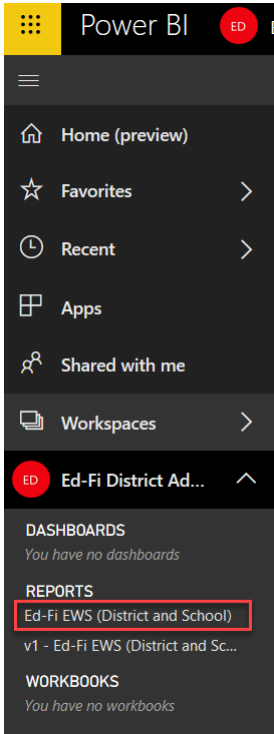 Power BI ED E
Home (preview)
Favorites
Recent
Apps
Shared with me
Workspaces
ED Ed-Fi District Ad...
DASHBOARDS
You have no dashboards
REPORTS
Ed-Fi EWS (District and School)
v1 - Ed-Fi EWS (District and Sc...
WORKBOOKS
You have no workbooks